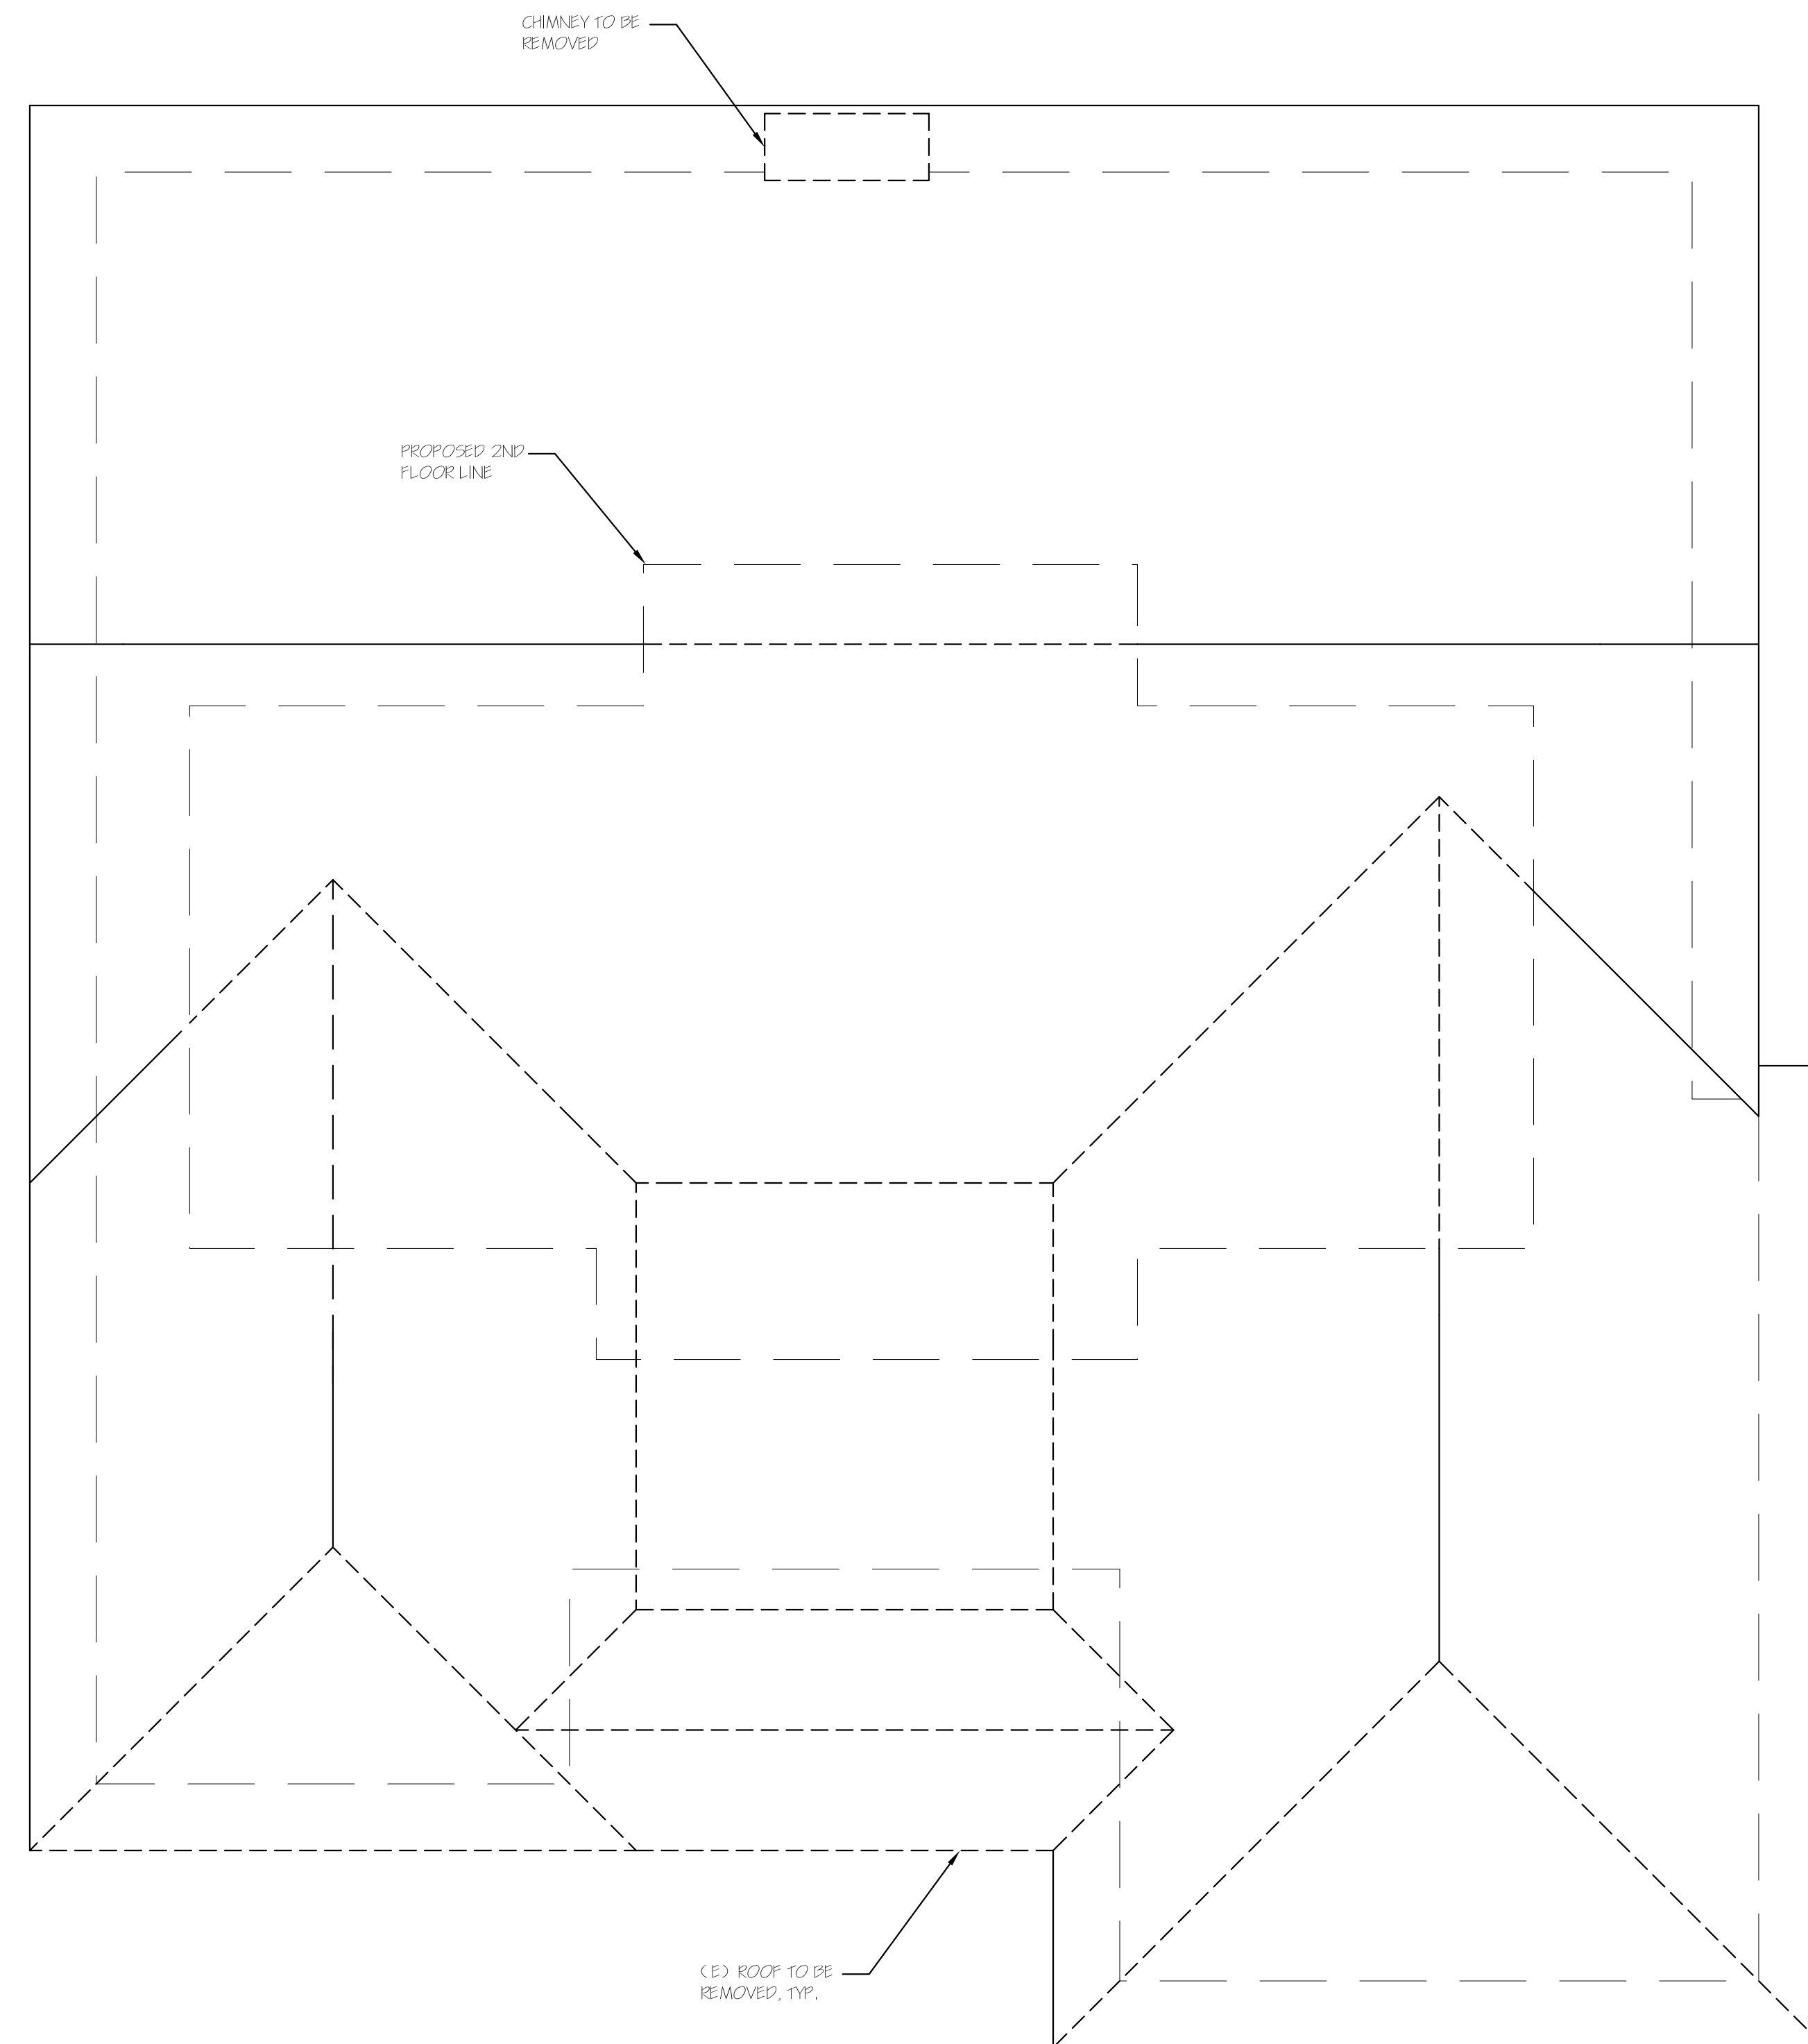 CHIMNEY TO BE
REMOVED
PROPOSED 2ND
FLOOR LINE
(E) ROOF TO BE
REMOVED, TYP.